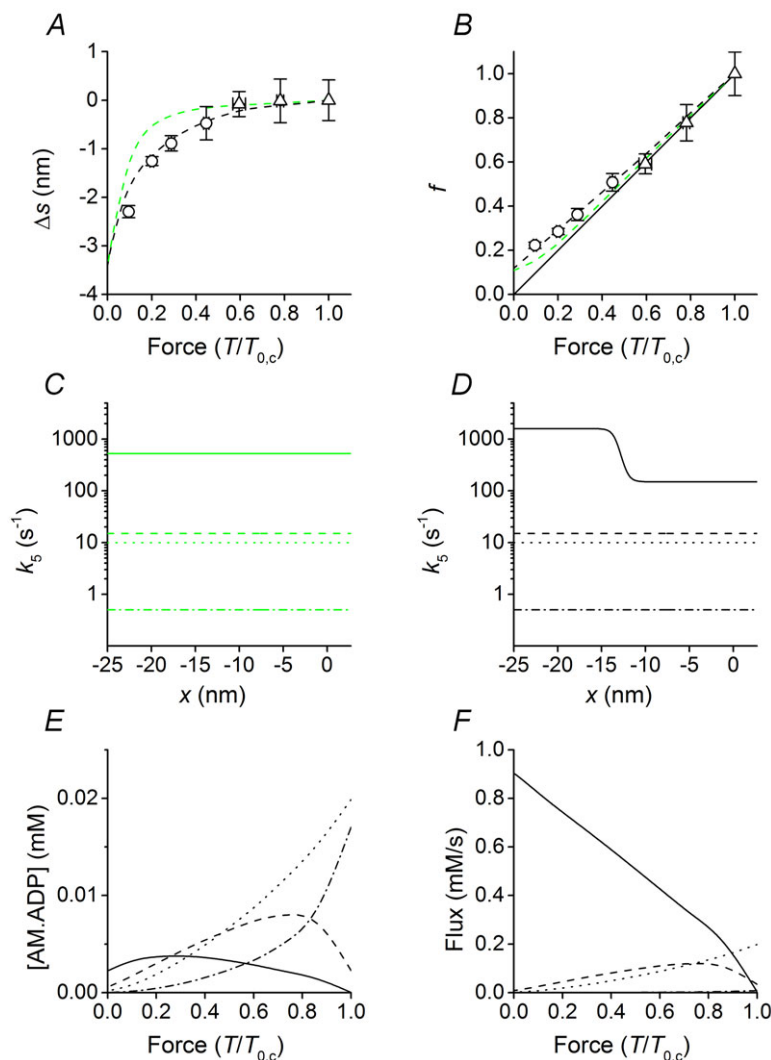 A
B
1
0
-1
-2
-3
-4
Δs (nm)
0.0 0.2 0.4 0.6 0.8 1.0
Force (T/T0,c)
1.0
0.8
0.6
0.4
0.2
0.0
f
0.0 0.2 0.4 0.6 0.8 1.0
Force (T/T0,c)
C
D
1000
100
10
1
k5 (s-1)
-25 -20 -15 -10 -5 0
x (nm)
1000
100
10
1
k5 (s-1)
-25 -20 -15 -10 -5 0
x (nm)
E
F
0.02
0.01
0.00
[AM.ADP] (mM)
0.0 0.2 0.4 0.6 0.8 1.0
Force (T/T0,c)
1.0
0.8
0.6
0.4
0.2
0.0
Flux (mM/s)
0.0 0.2 0.4 0.6 0.8 1.0
Force (T/T0,c)